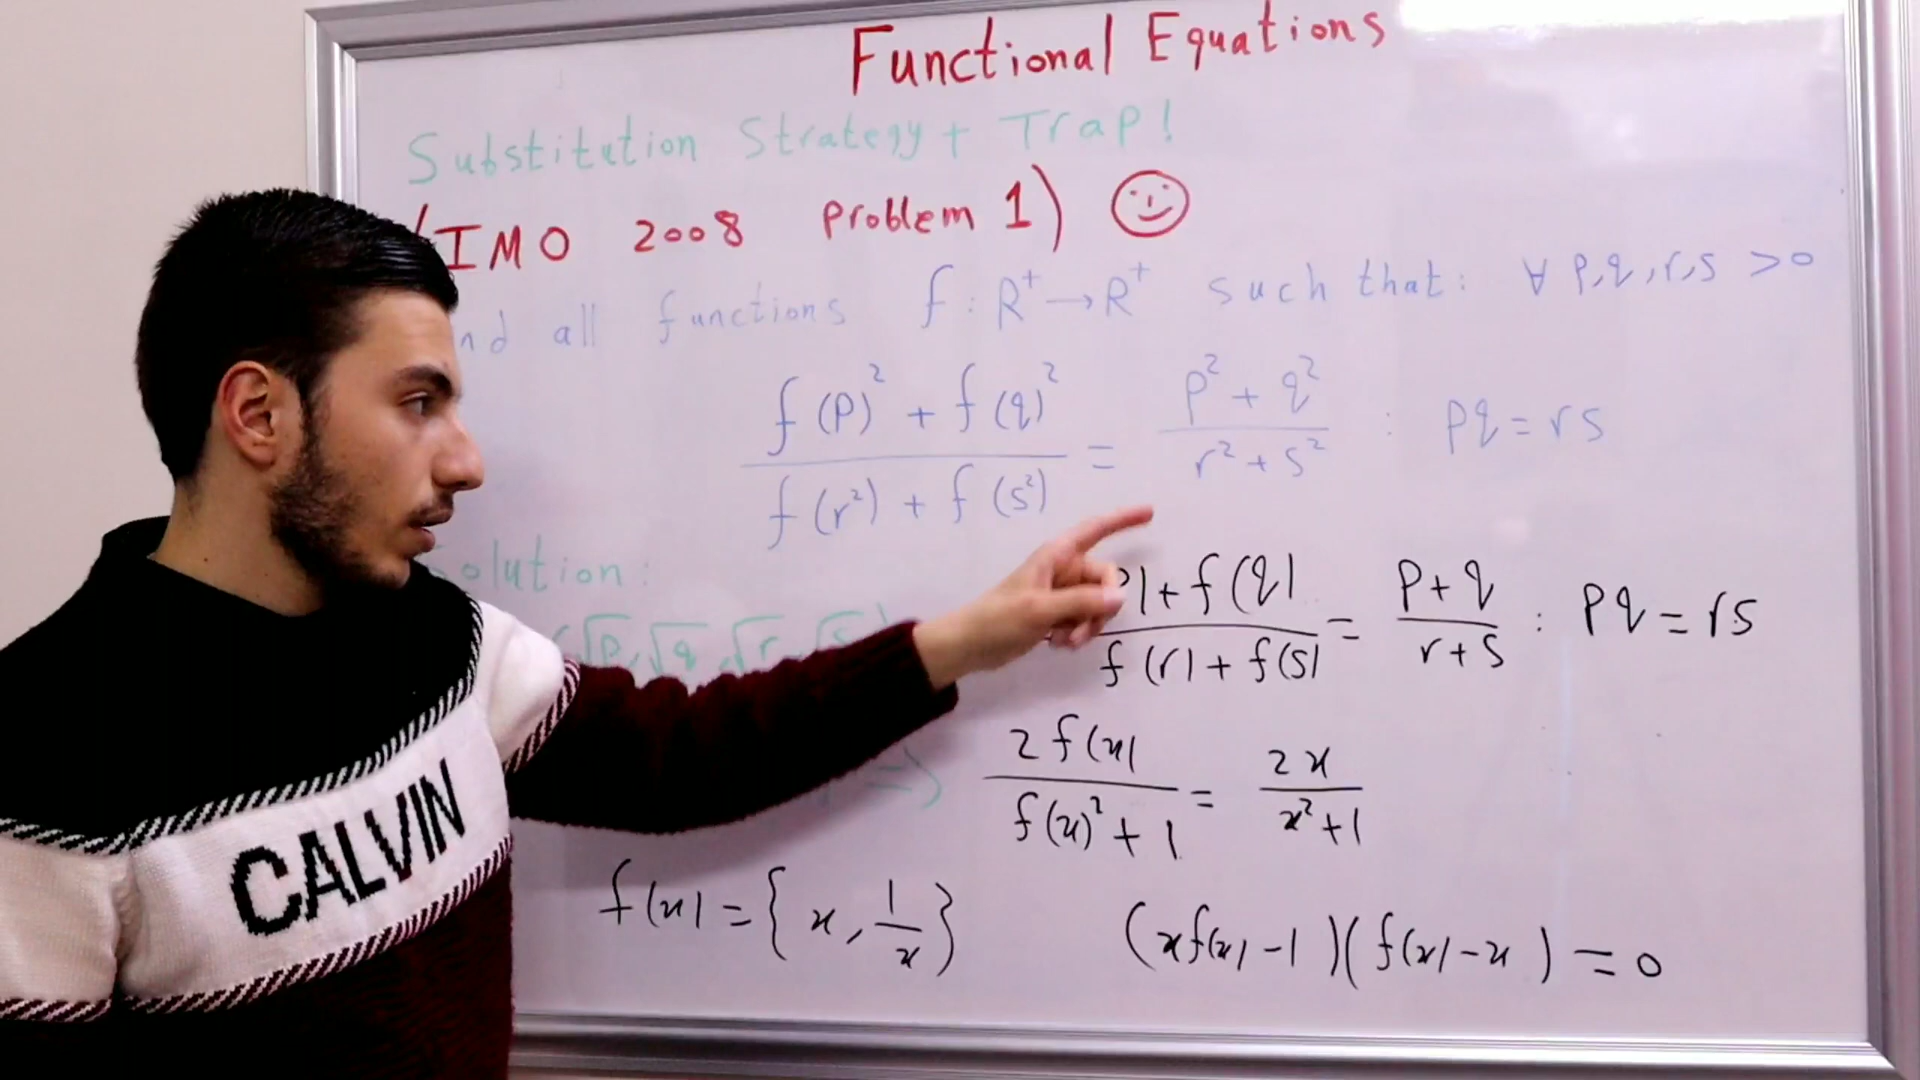 Functional Equations
Substitution Strategy + Trap!
(IMO 2008 Problem 1) ☺
all functions f : R⁺ → R⁺ such that : ∀ p,q,r,s > 0
f(p)² + f(q)² / f(r²) + f(s²) = p² + q² / r² + s² : pq = rs
Solution :
√p, √q, √r, √s
+ f(q) / f(r) + f(s) = p + q / r + s : pq = rs
⇒ 2f(x) / f(x)² + 1 = 2x / x² + 1
f(x) = { x, 1/x } (xf(x) - 1)(f(x) - x) = 0
CALVIN